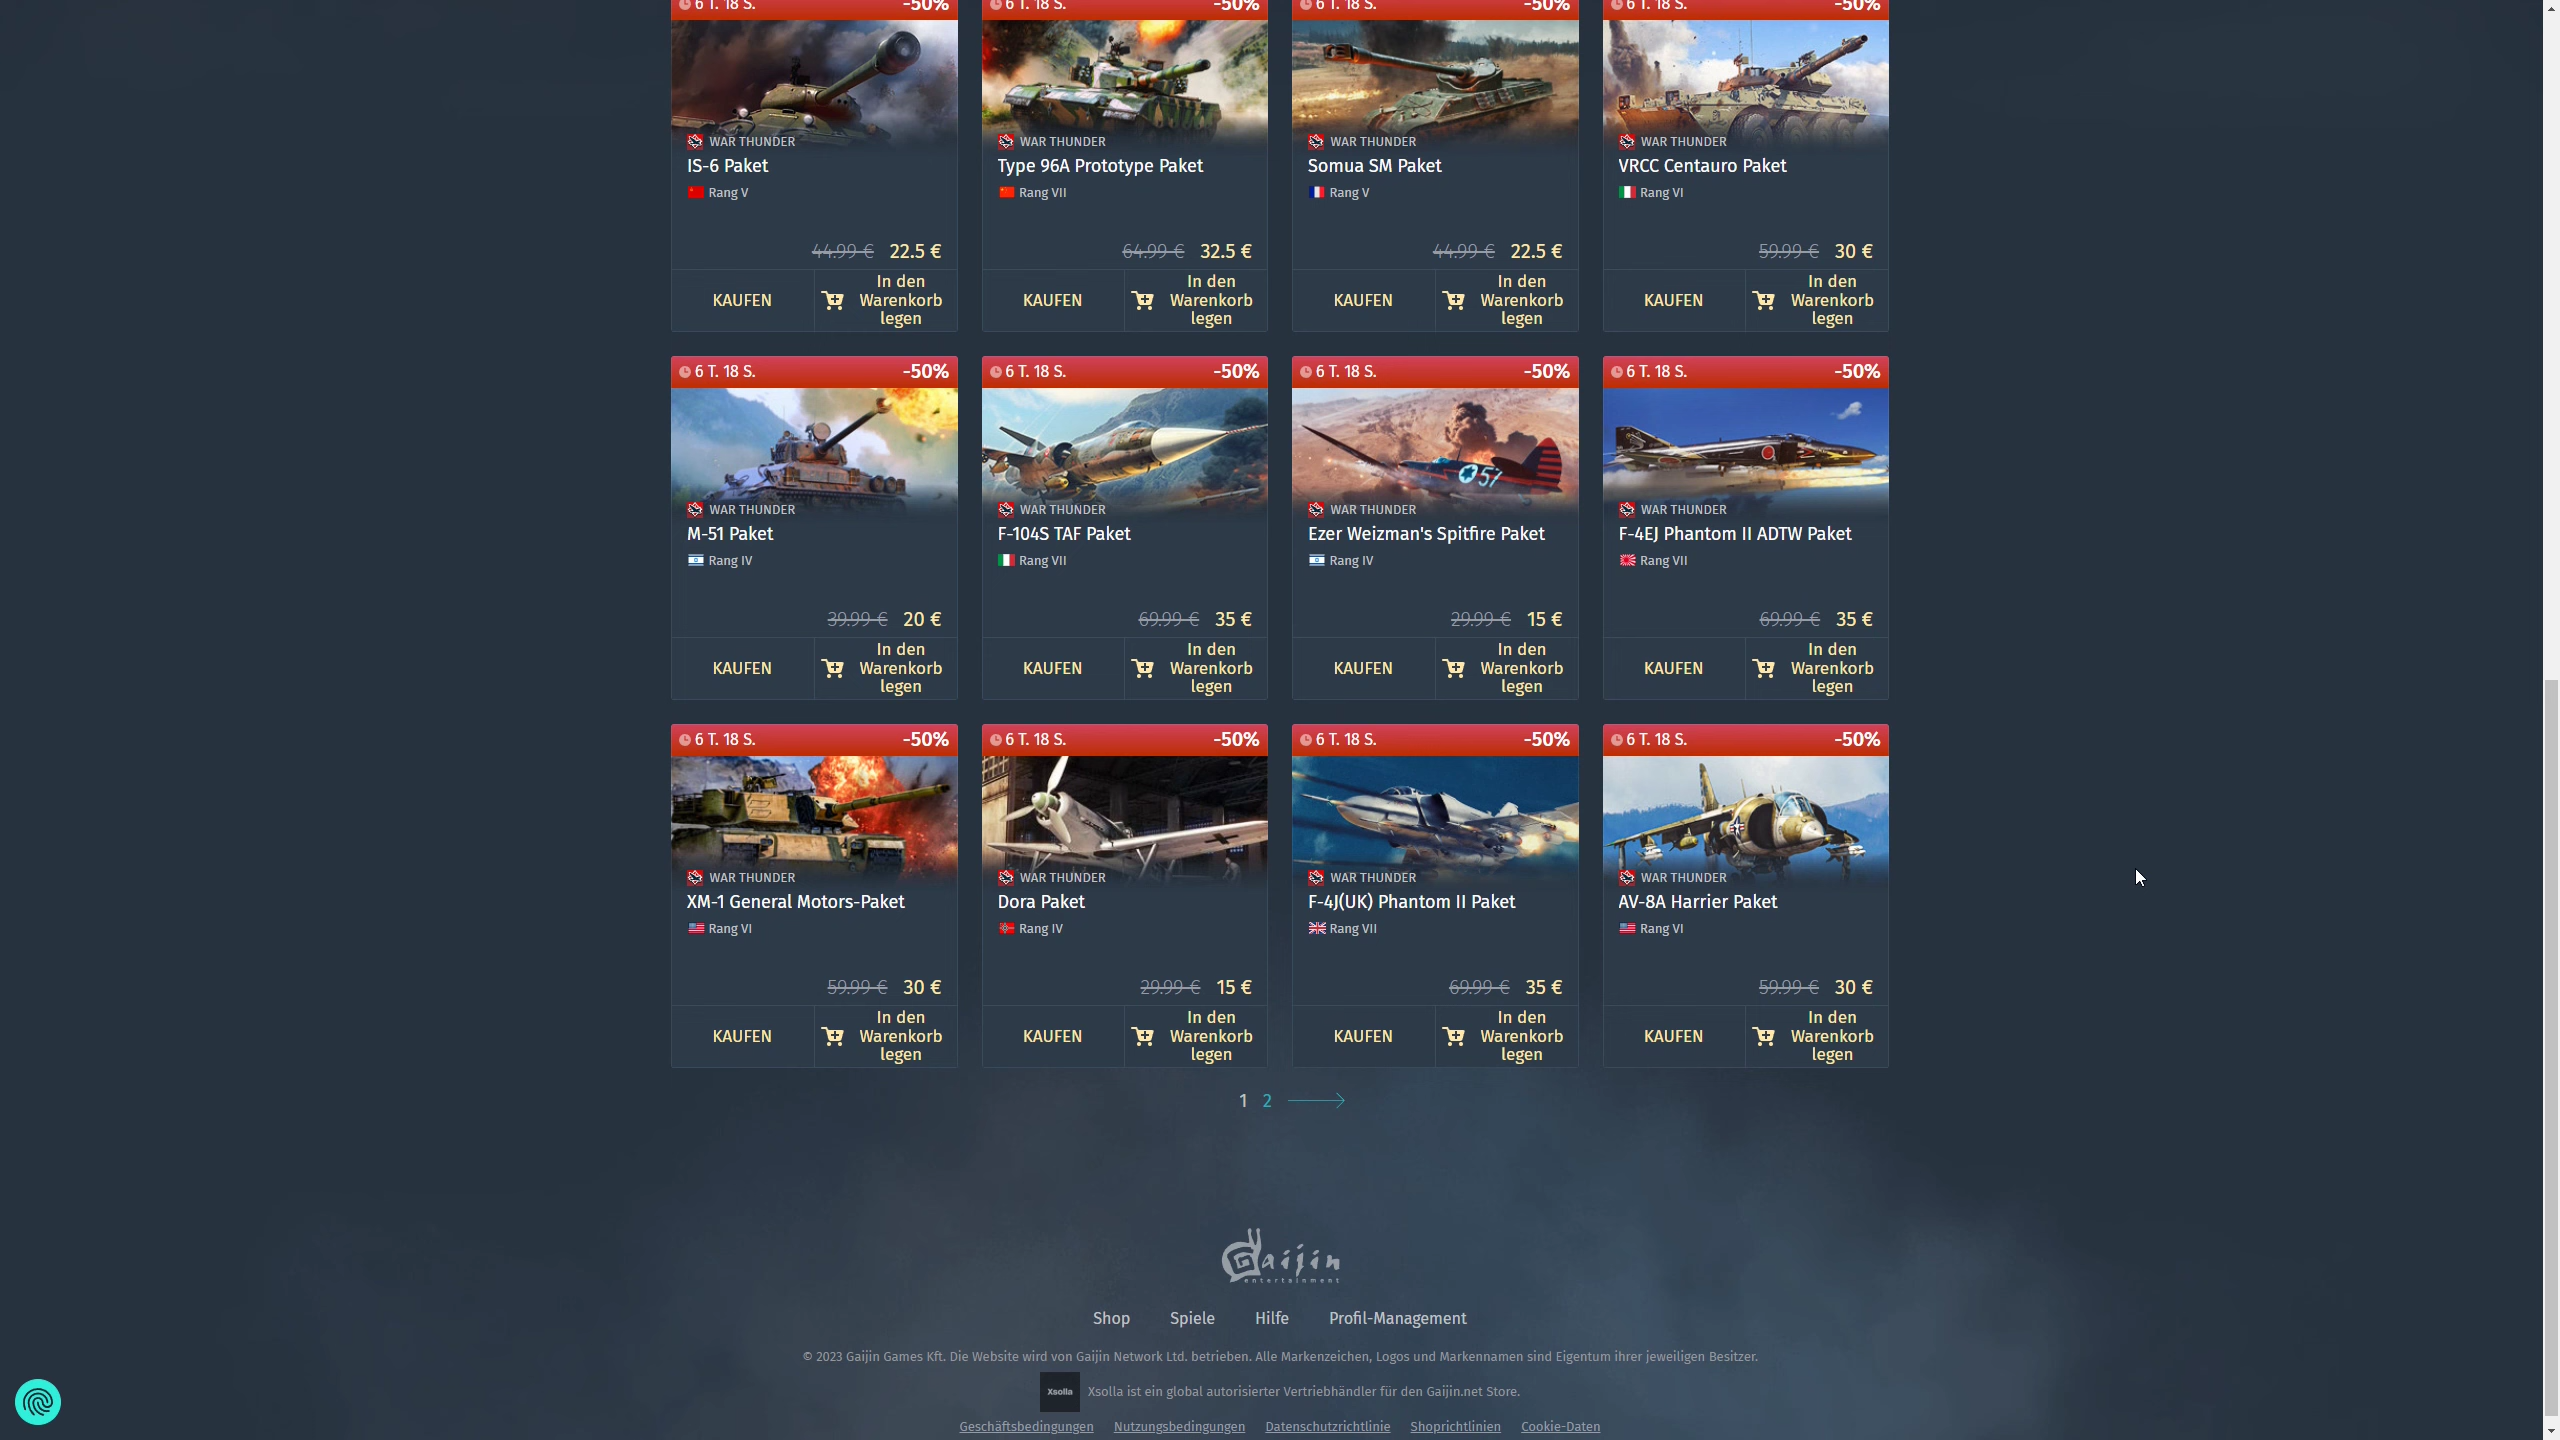 6 T. 18 S. -50%
6 T. 18 S. -50%
6 T. 18 S. -50%
6 T. 18 S. -50%
WAR THUNDER
IS-6 Paket
Rang V
44.99 € 22.5 €
KAUFEN
In den
Warenkorb
legen
WAR THUNDER
Type 96A Prototype Paket
Rang VII
64.99 € 32.5 €
KAUFEN
In den
Warenkorb
legen
WAR THUNDER
Somua SM Paket
Rang V
44.99 € 22.5 €
KAUFEN
In den
Warenkorb
legen
WAR THUNDER
VRCC Centauro Paket
Rang VI
59.99 € 30 €
KAUFEN
In den
Warenkorb
legen
6 T. 18 S. -50%
WAR THUNDER
M-51 Paket
Rang IV
39.99 € 20 €
KAUFEN
In den
Warenkorb
legen
6 T. 18 S. -50%
WAR THUNDER
F-104S TAF Paket
Rang VII
69.99 € 35 €
KAUFEN
In den
Warenkorb
legen
6 T. 18 S. -50%
57
WAR THUNDER
Ezer Weizman's Spitfire Paket
Rang IV
29.99 € 15 €
KAUFEN
In den
Warenkorb
legen
6 T. 18 S. -50%
WAR THUNDER
F-4EJ Phantom II ADTW Paket
Rang VII
69.99 € 35 €
KAUFEN
In den
Warenkorb
legen
6 T. 18 S. -50%
WAR THUNDER
XM-1 General Motors-Paket
Rang VI
59.99 € 30 €
KAUFEN
In den
Warenkorb
legen
6 T. 18 S. -50%
WAR THUNDER
Dora Paket
Rang IV
29.99 € 15 €
KAUFEN
In den
Warenkorb
legen
6 T. 18 S. -50%
WAR THUNDER
F-4J(UK) Phantom II Paket
Rang VII
69.99 € 35 €
KAUFEN
In den
Warenkorb
legen
6 T. 18 S. -50%
WAR THUNDER
AV-8A Harrier Paket
Rang VI
59.99 € 30 €
KAUFEN
In den
Warenkorb
legen
1 2
Gaijin
entertainment
Shop Spiele Hilfe Profil-Management
© 2023 Gaijin Games Kft. Die Website wird von Gaijin Network Ltd. betrieben. Alle Markenzeichen, Logos und Markennamen sind Eigentum ihrer jeweiligen Besitzer.
Xsolla Xsolla ist ein global autorisierter Vertriebhändler für den Gaijin.net Store.
Geschäftsbedingungen Nutzungsbedingungen Datenschutzrichtlinie Shoprichtlinien Cookie-Daten